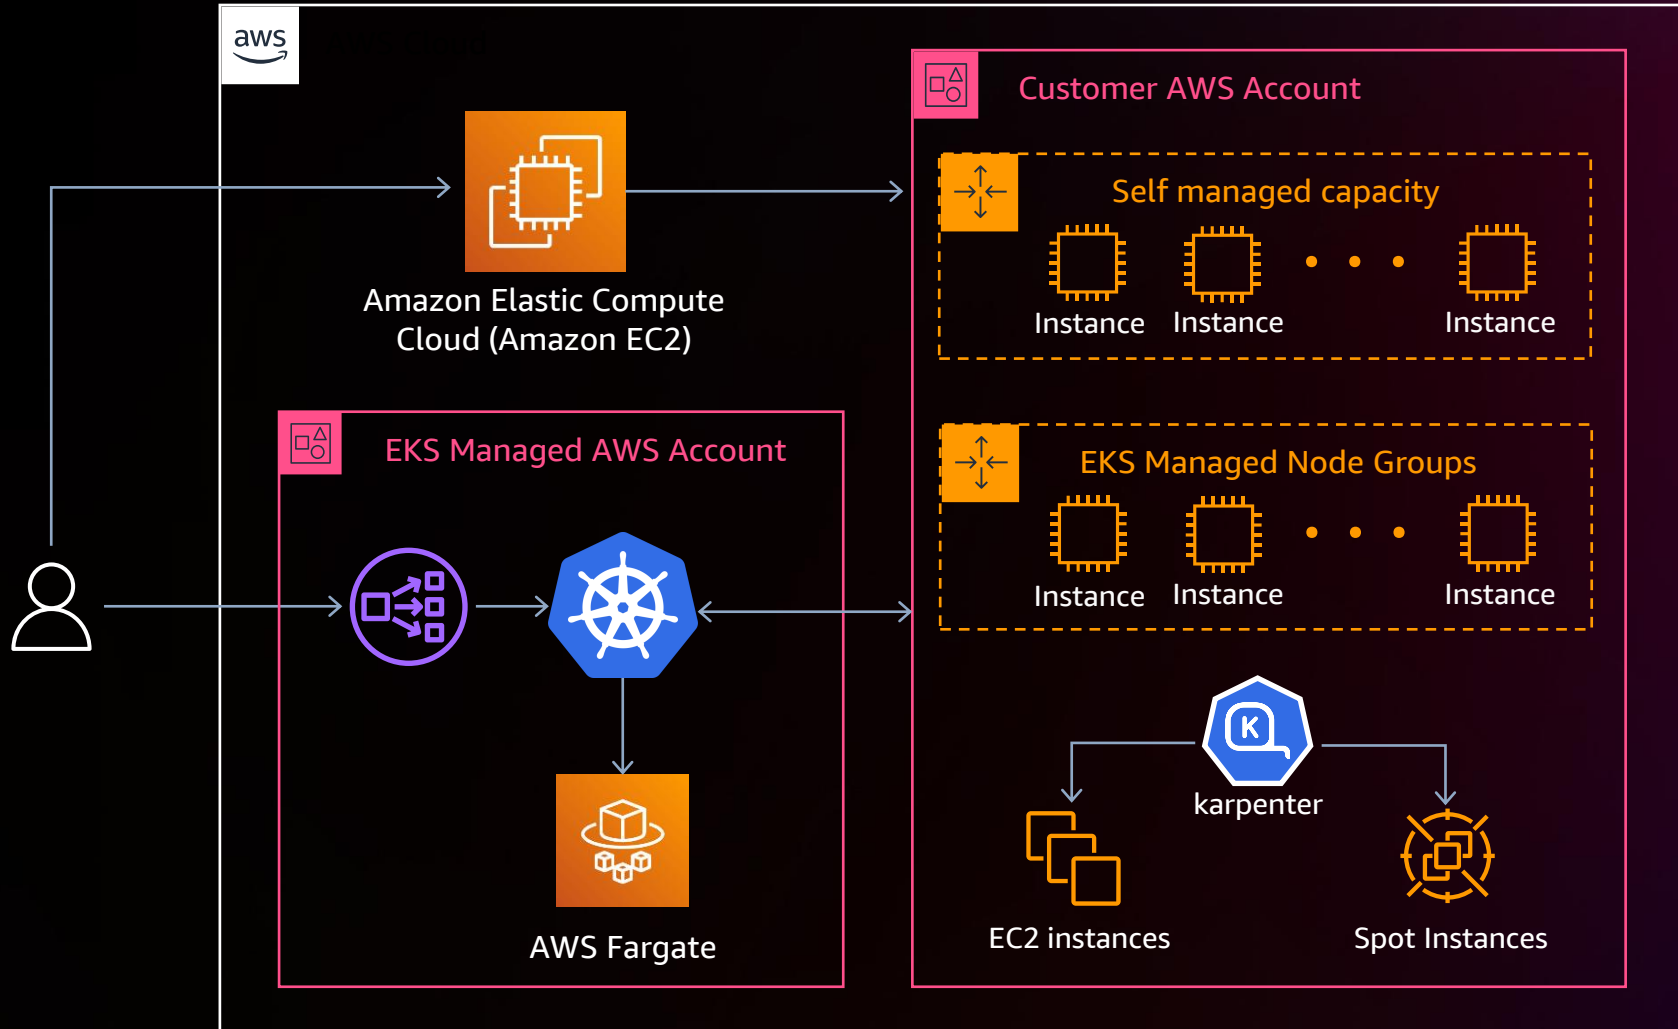 aws
Customer AWS Account
Self managed capacity
Instance
Instance
Instance
Amazon Elastic Compute
Cloud (Amazon EC2)
EKS Managed AWS Account
EKS Managed Node Groups
Instance
Instance
Instance
K
karpenter
AWS Fargate
EC2 instances
Spot Instances